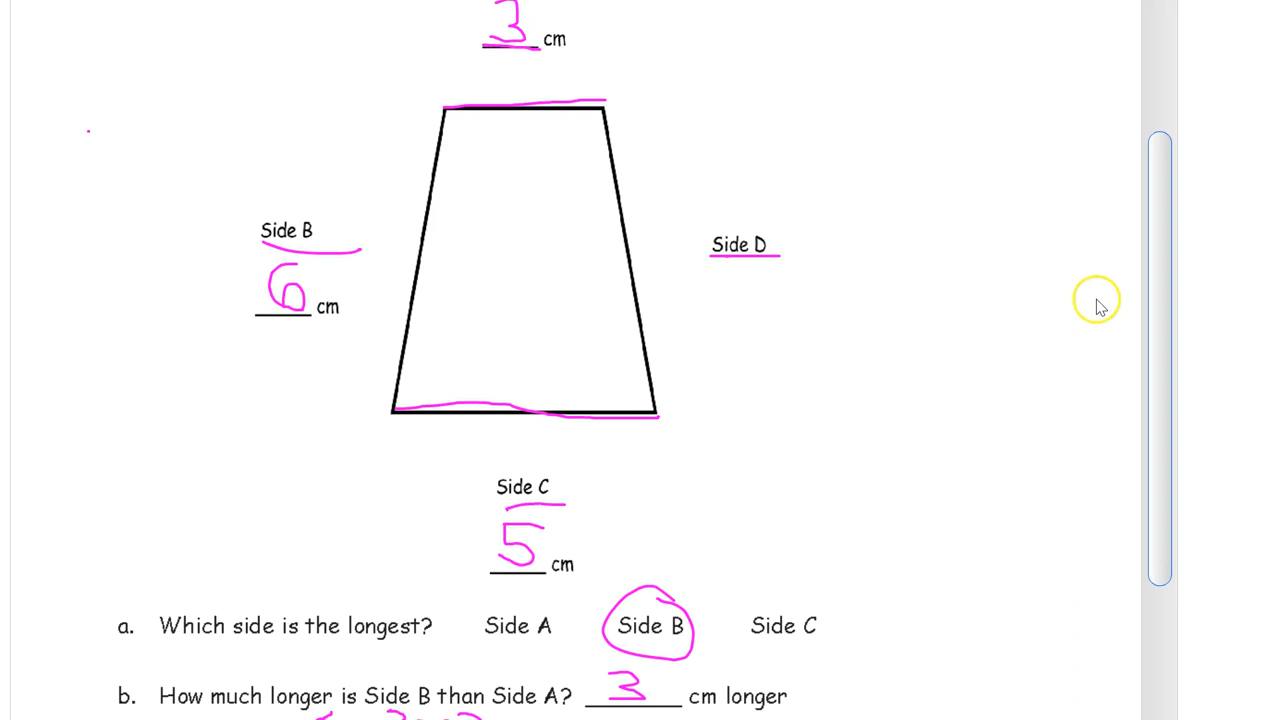 3 cm
Side B
Side D
6 cm
Side C
5 cm
a. Which side is the longest? Side A Side B Side C
b. How much longer is Side B than Side A? 3 cm longer